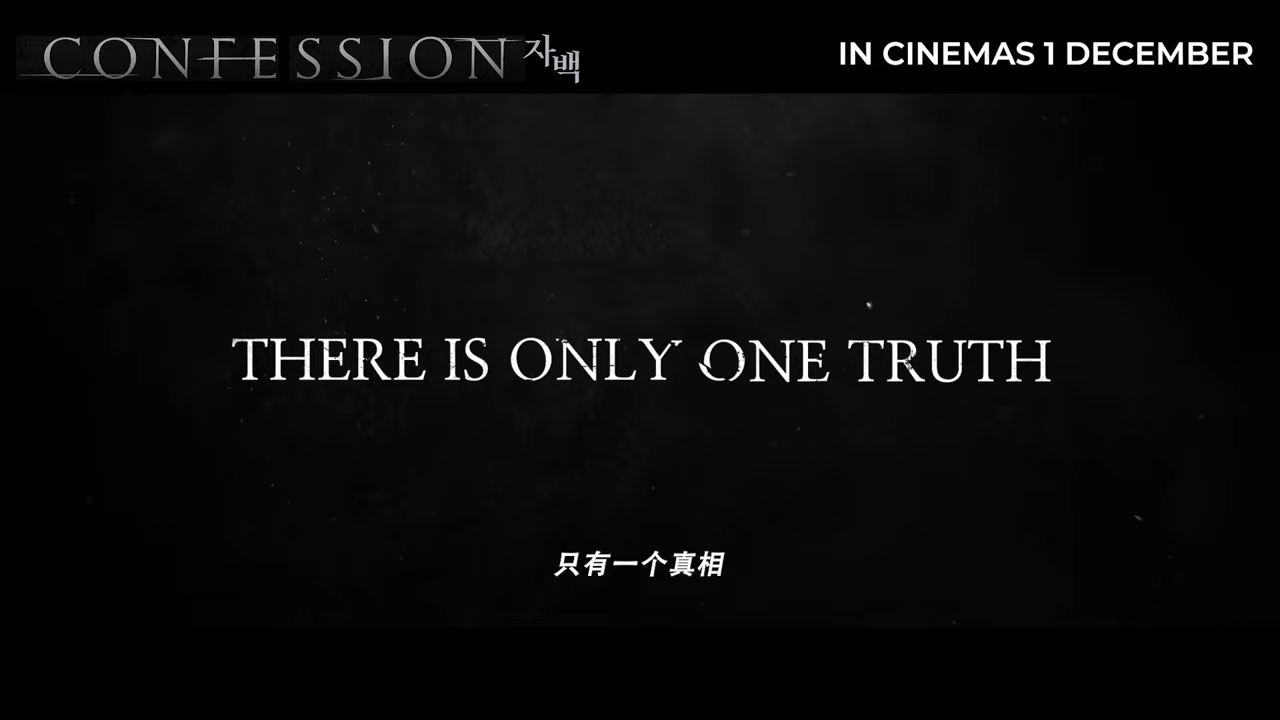 CONFESSION 자백
IN CINEMAS 1 DECEMBER
THERE IS ONLY ONE TRUTH
只有一个真相